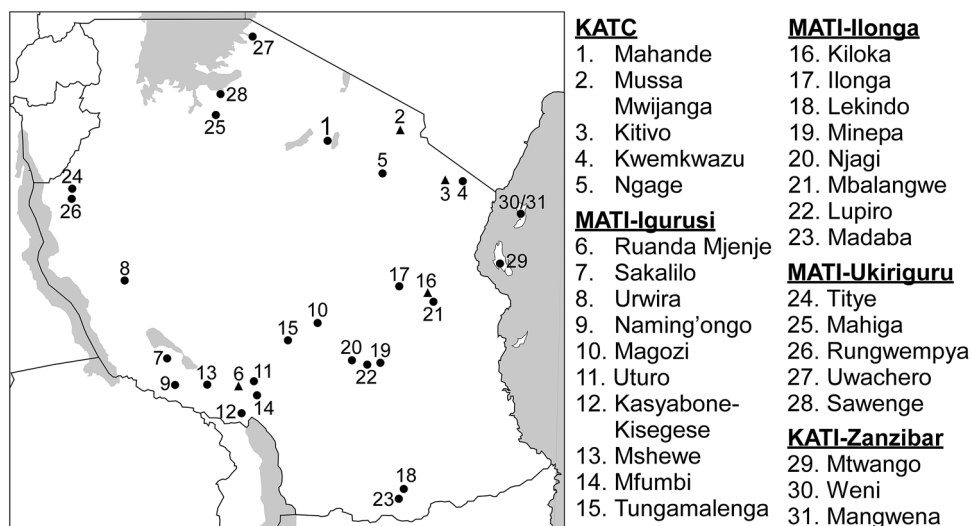 27
28
25
1
2
5
3
4
24
26
30/31
29
8
17
16
21
10
15
20
19
22
7
9
13
6
11
14
12
18
23
KATC
1. Mahande
2. Mussa
Mwijanga
3. Kitivo
4. Kwemkwazu
5. Ngage
MATI-Igurusi
6. Ruanda Mjenje
7. Sakalilo
8. Urwira
9. Naming’ongo
10. Magozi
11. Uturo
12. Kasyabone-
Kisegese
13. Mshewe
14. Mfumbi
15. Tungamalenga
MATI-Ilonga
16. Kiloka
17. Ilonga
18. Lekindo
19. Minepa
20. Njagi
21. Mbalangwe
22. Lupiro
23. Madaba
MATI-Ukiriguru
24. Titye
25. Mahiga
26. Rungwempya
27. Uwachero
28. Sawenge
KATI-Zanzibar
29. Mtwango
30. Weni
31. Mangwena